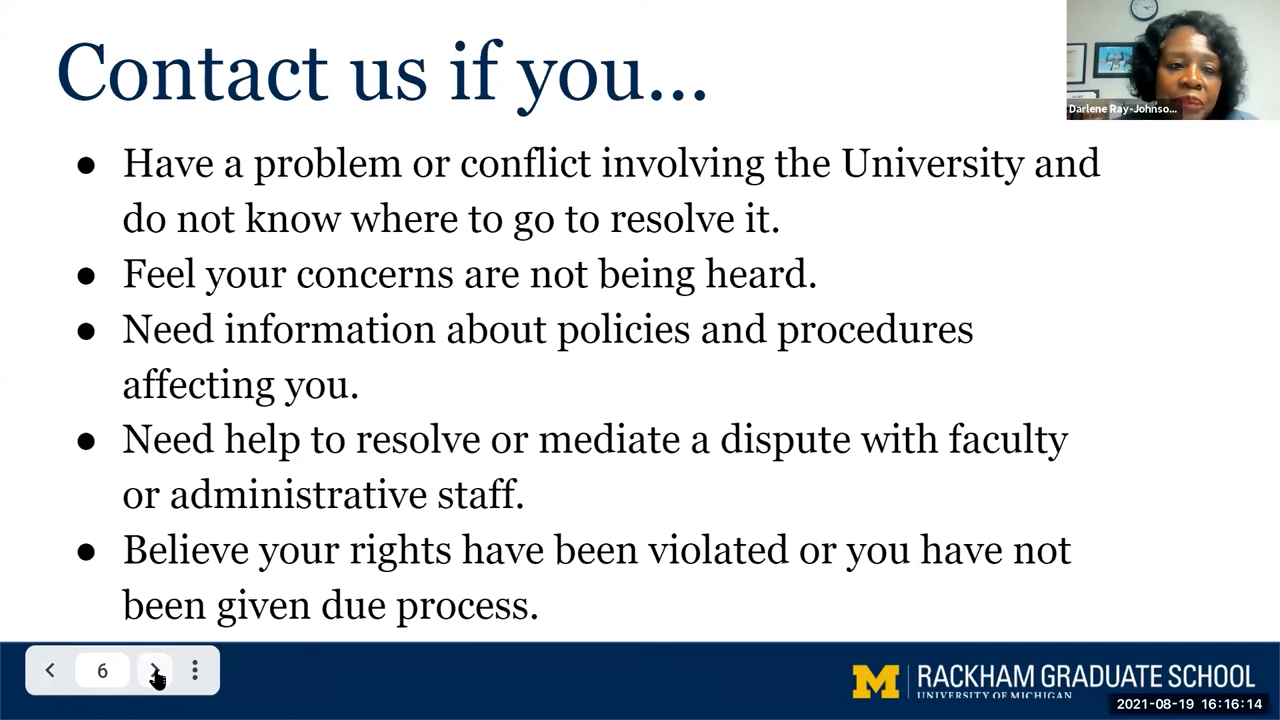 Contact us if you...
Darlene Ray-Johnso...
● Have a problem or conflict involving the University and
do not know where to go to resolve it.
● Feel your concerns are not being heard.
● Need information about policies and procedures
affecting you.
● Need help to resolve or mediate a dispute with faculty
or administrative staff.
● Believe your rights have been violated or you have not
been given due process.
6
M RACKHAM GRADUATE SCHOOL
UNIVERSITY OF MICHIGAN
2021-08-19 16:16:14